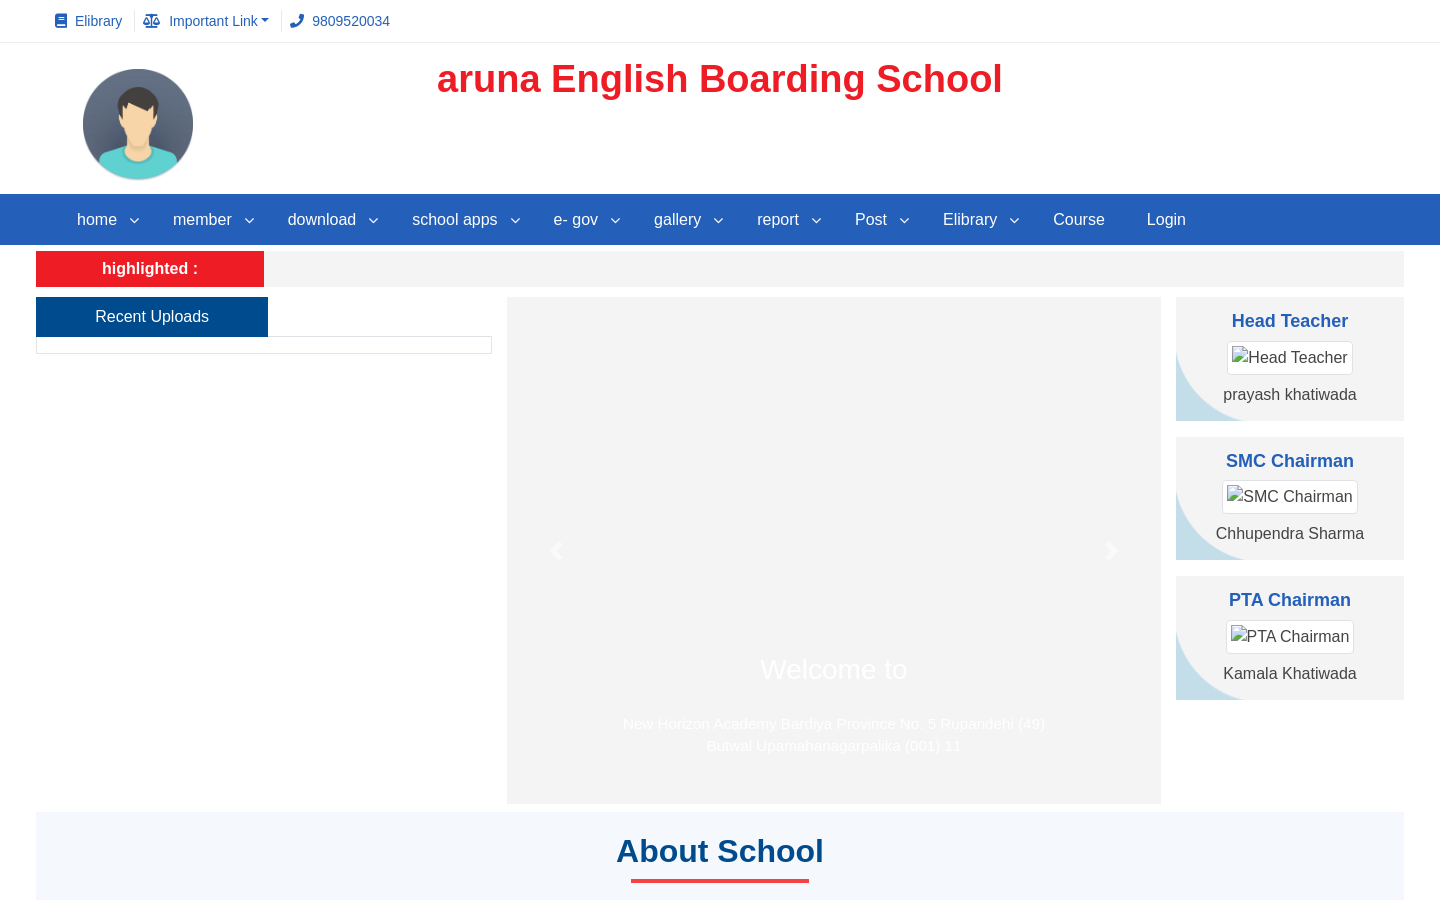 Elibrary
Important Link
9809520034
aruna English Boarding School
home
member
download
school apps
e- gov
gallery
report
Post
Elibrary
Course
Login
highlighted :
Recent Uploads
Welcome to
New Horizon Academy Bardiya Province No. 5 Rupandehi (49)
Butwal Upamahanagarpalika (001) 11
Head Teacher
Head Teacher
prayash khatiwada
SMC Chairman
SMC Chairman
Chhupendra Sharma
PTA Chairman
PTA Chairman
Kamala Khatiwada
About School